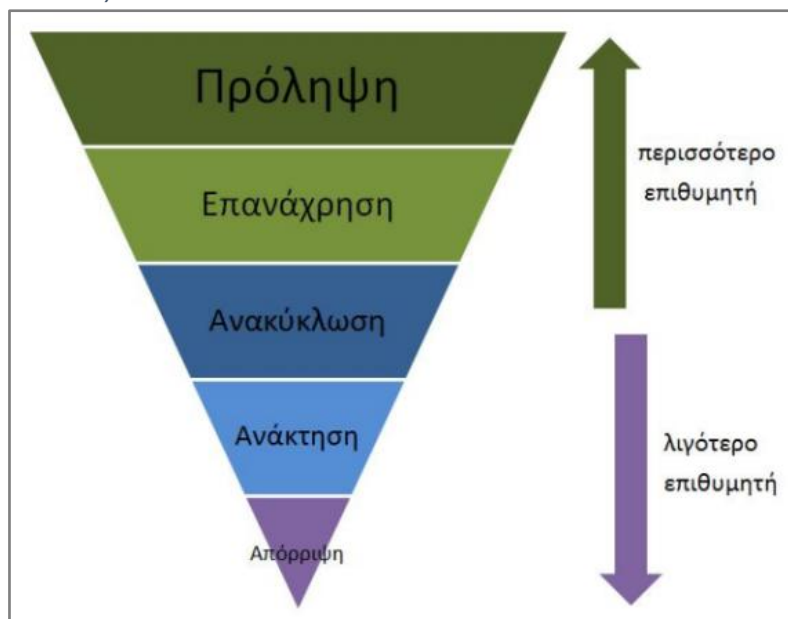 Πρόληψη
Επανάχρηση
Ανακύκλωση
Ανάκτηση
Απόρριψη
περισσότερο
επιθυμητή
λιγότερο
επιθυμητή